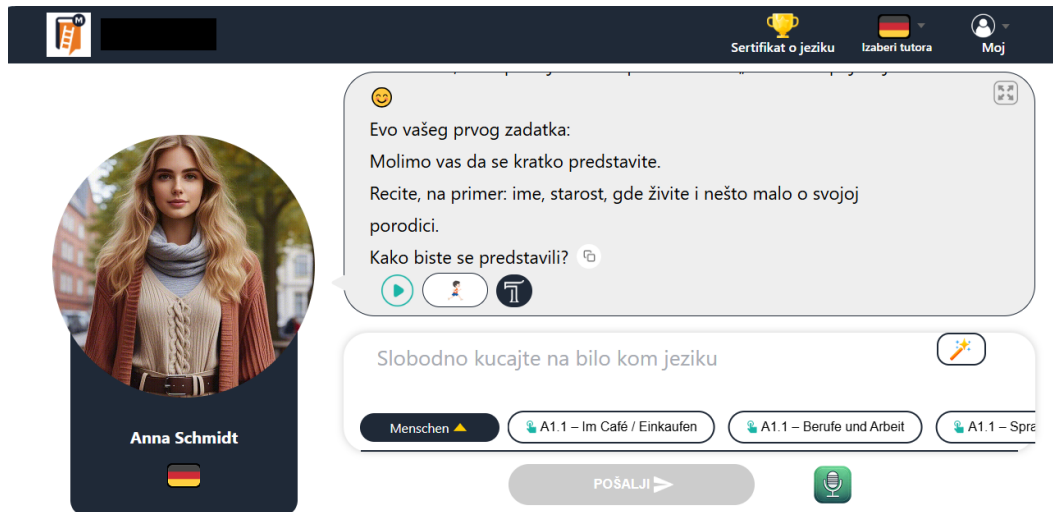 M
Sertifikat o jeziku
Izaberi tutora
Moj
Evo vašeg prvog zadatka:
Molimo vas da se kratko predstavite.
Recite, na primer: ime, starost, gde živite i nešto malo o svojoj
porodici.
Kako biste se predstavili?
Slobodno kucajte na bilo kom jeziku
Menschen
A1.1 – Im Café / Einkaufen
A1.1 – Berufe und Arbeit
A1.1 – Spra
Anna Schmidt
POŠALJI